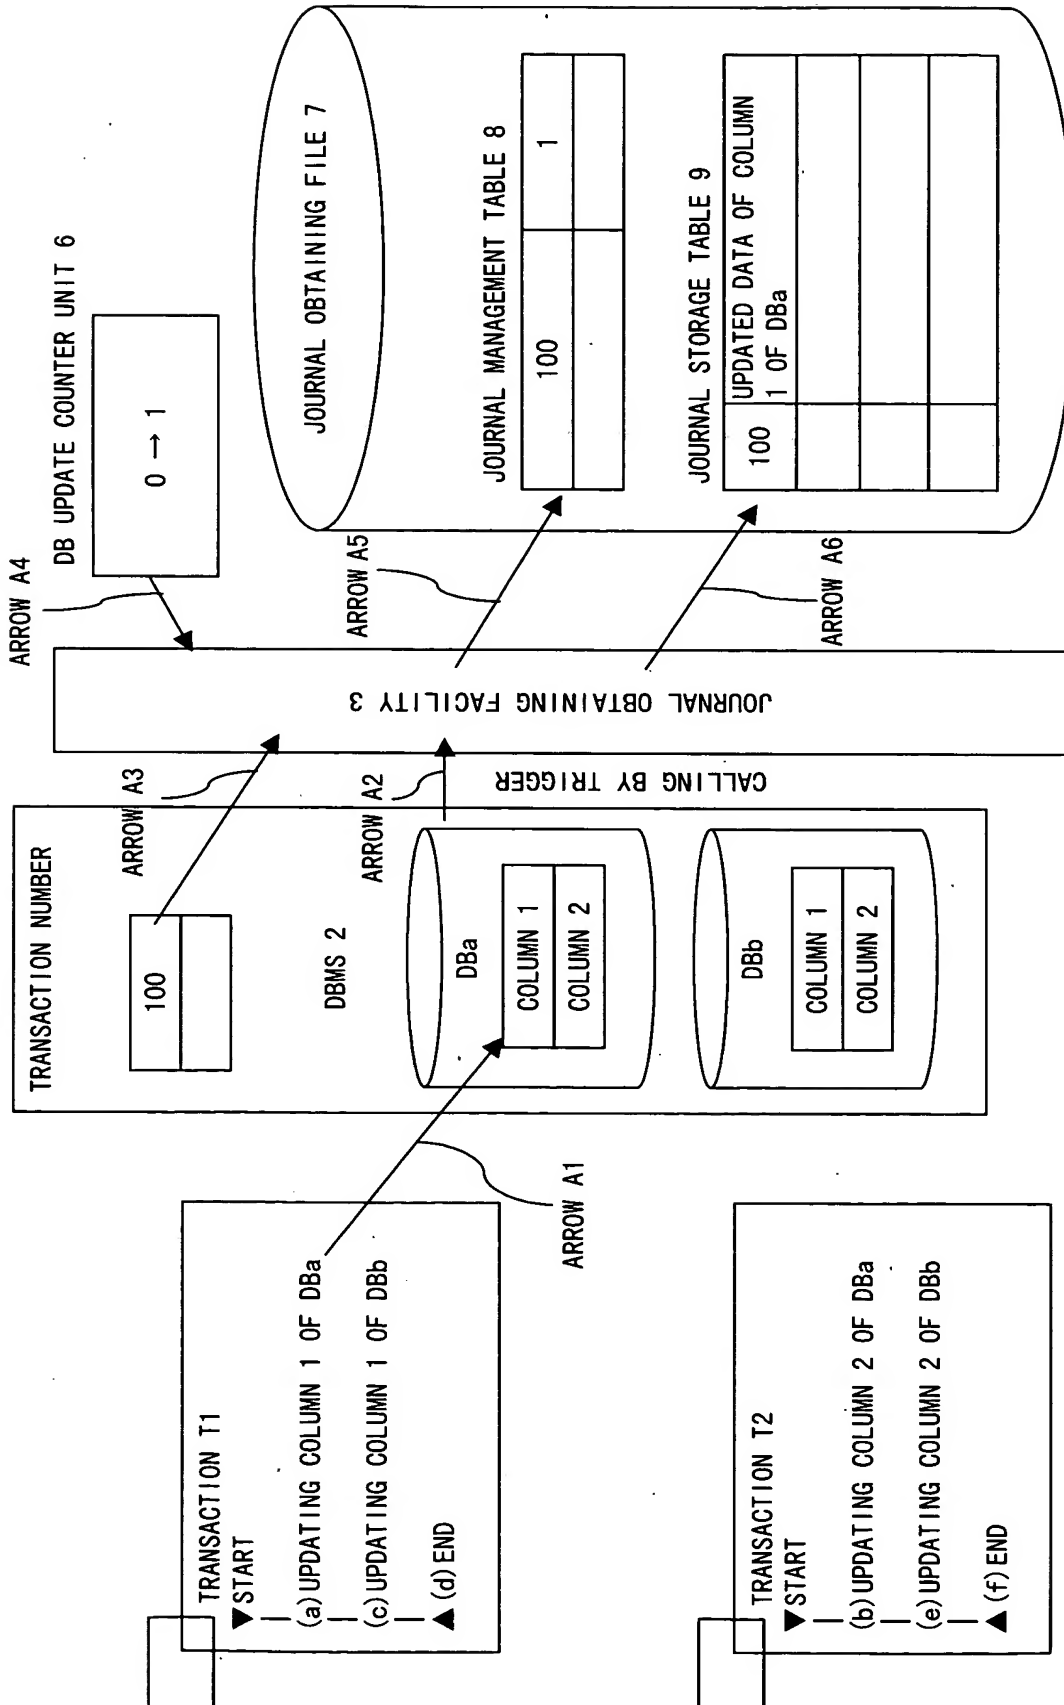 TRANSACTION T1
▼START
(a)UPDATING COLUMN 1 OF DBa
(c)UPDATING COLUMN 1 OF DBb
▲(d)END
TRANSACTION T2
▼START
(b)UPDATING COLUMN 2 OF DBa
(e)UPDATING COLUMN 2 OF DBb
▲(f)END
ARROW A1
TRANSACTION NUMBER
100
DBMS 2
DBa
COLUMN 1
COLUMN 2
DBb
COLUMN 1
COLUMN 2
ARROW A3
ARROW A2
CALLING BY TRIGGER
JOURNAL OBTAINING FACILITY 3
ARROW A4
DB UPDATE COUNTER UNIT 6
0 → 1
ARROW A5
ARROW A6
JOURNAL OBTAINING FILE 7
JOURNAL MANAGEMENT TABLE 8
100
1
JOURNAL STORAGE TABLE 9
100
UPDATED DATA OF COLUMN
1 OF DBa